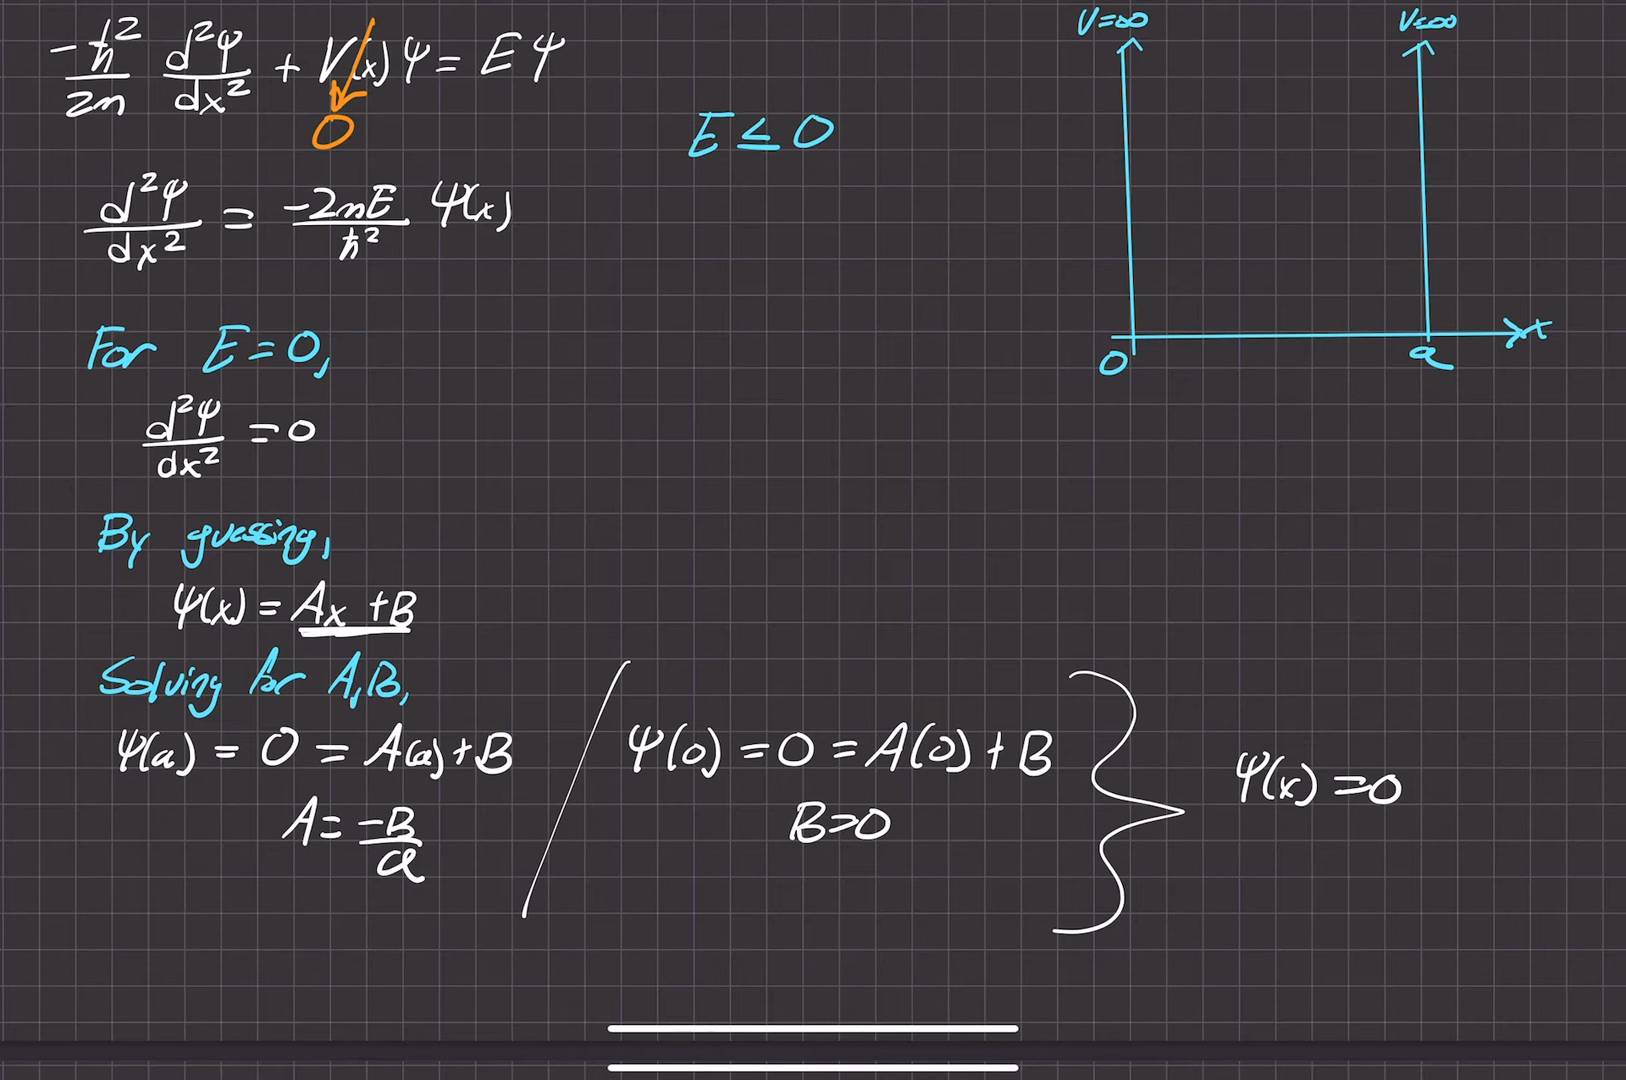 -ħ²/2m d²Ψ/dx² + V(x)Ψ = EΨ
0
E ≤ 0
V=∞
V=∞
0
a
x
d²Ψ/dx² = -2mE/ħ² Ψ(x)
For E=0,
d²Ψ/dx² = 0
By guessing,
Ψ(x) = Ax + B
Solving for A,B,
Ψ(a) = 0 = A(a) + B
A = -B/a
Ψ(0) = 0 = A(0) + B
B=0
Ψ(x) = 0